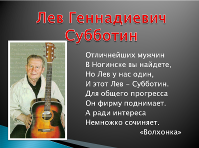 Лев Геннадиевич
Субботин
Отличнейших мужчин
В Ногинске вы найдете,
Но Лев у нас один,
И этот Лев – Субботин.
Для общего прогресса
Он фирму поднимает.
А ради интереса
Немножко сочиняет.
«Волхонка»